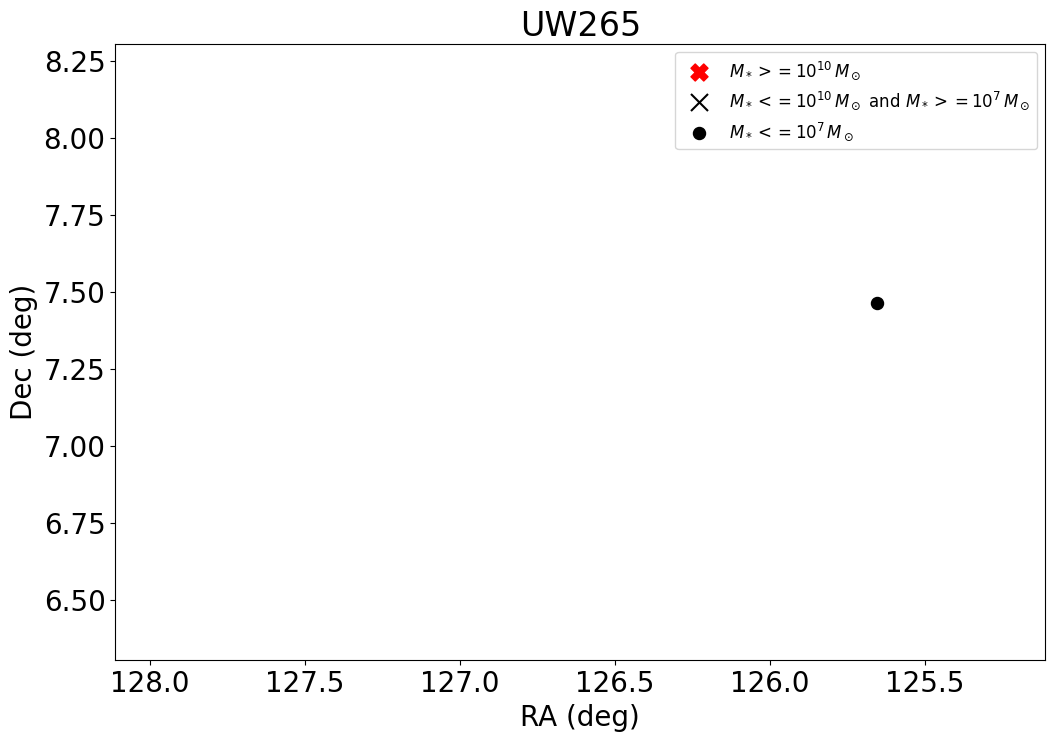 UW265
8.25
8.00
7.75
7.50
7.25
7.00
6.75
6.50
Dec (deg)
M* >= 10^10 M⊙
M* <= 10^10 M⊙ and M* >= 10^7 M⊙
M* <= 10^7 M⊙
128.0 127.5 127.0 126.5 126.0 125.5
RA (deg)